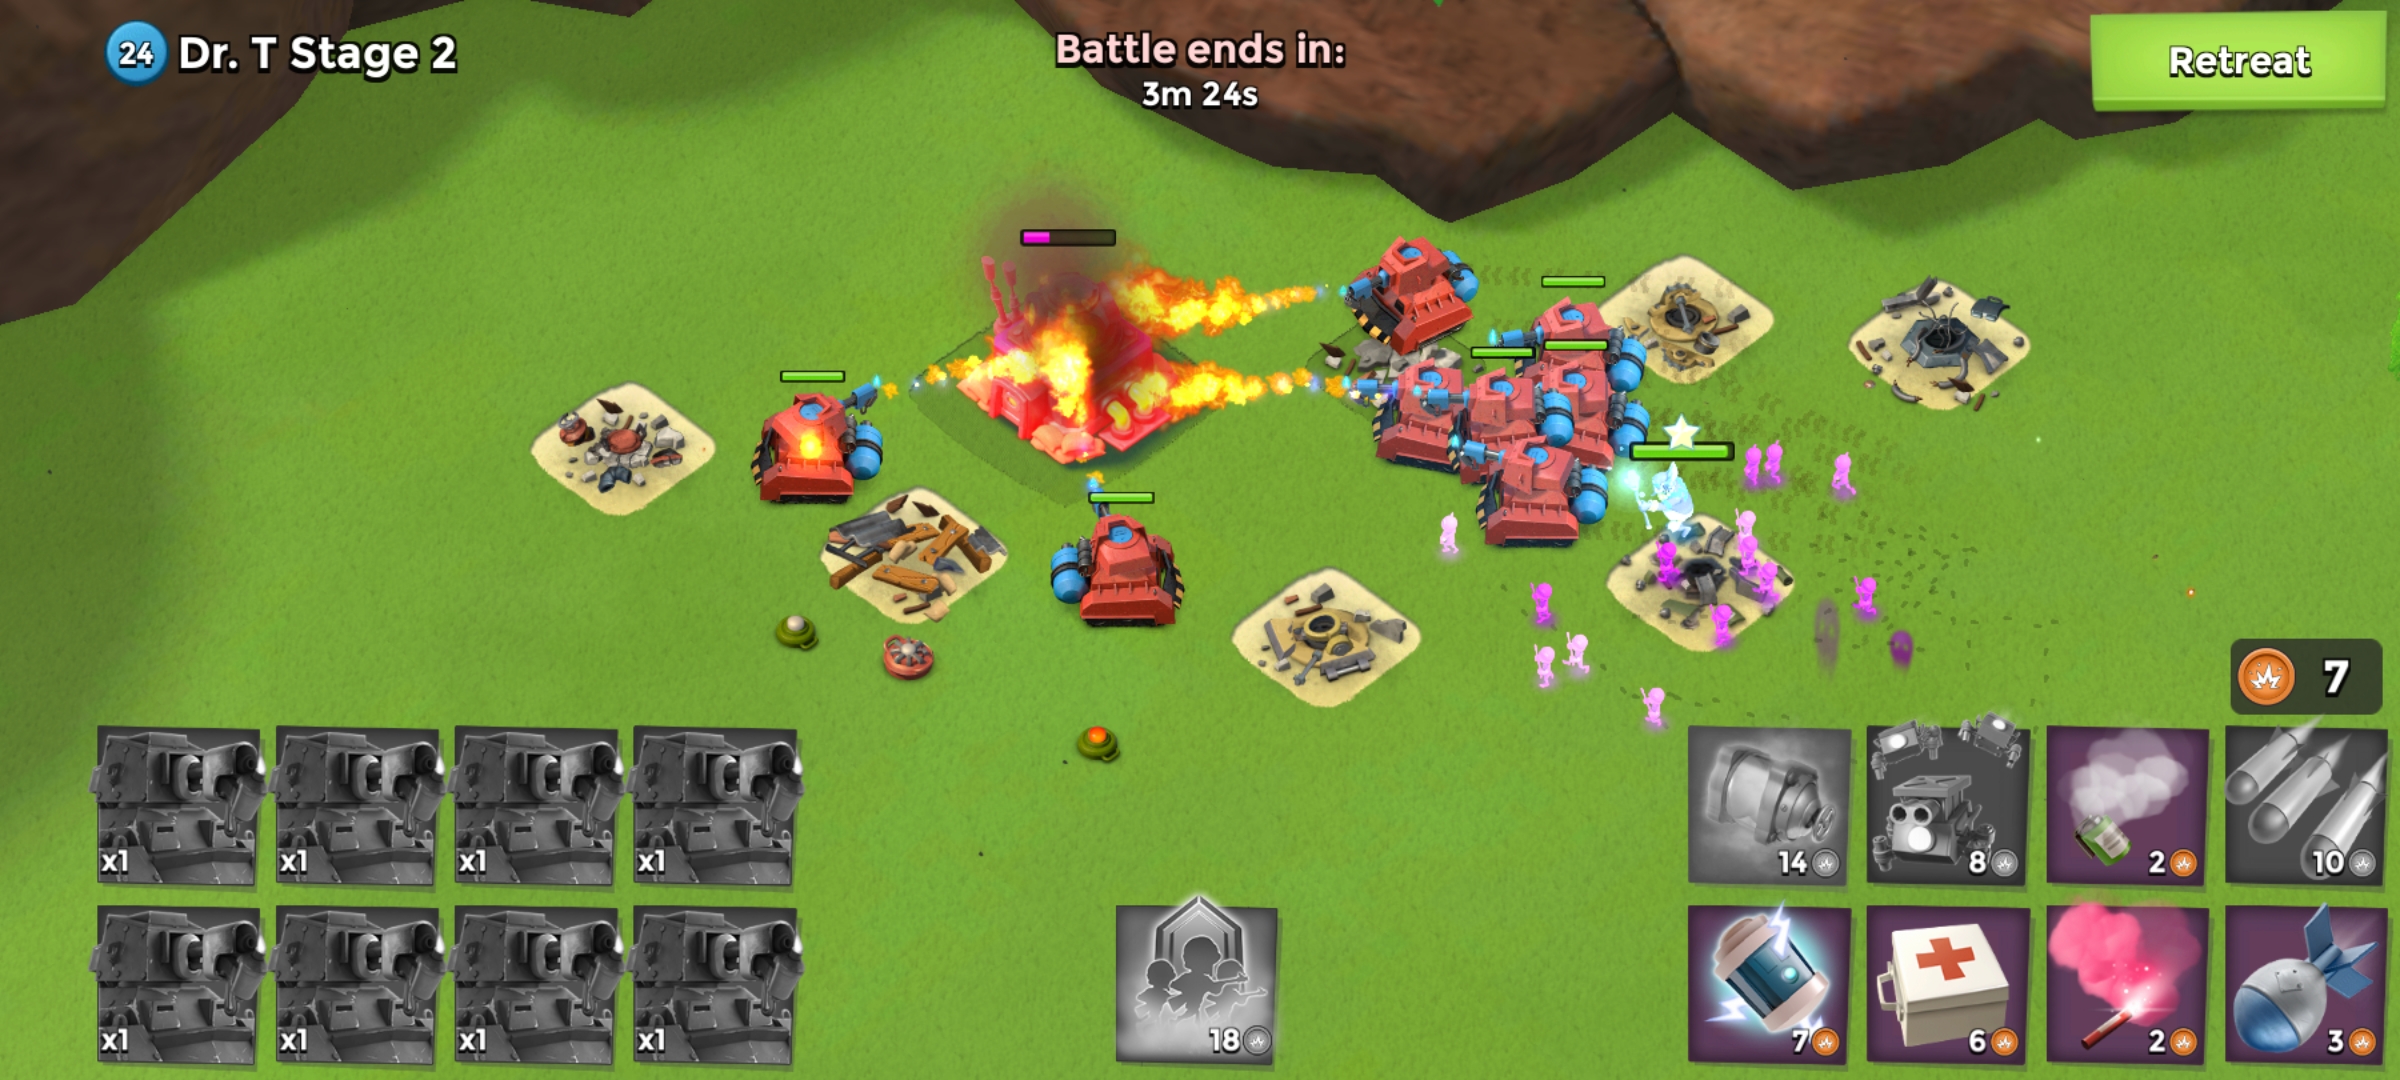 24 Dr. T Stage 2
Battle ends in:
3m 24s
Retreat
7
x1 x1 x1 x1
14 8 2 10
x1 x1 x1 x1
18
7 6 2 3